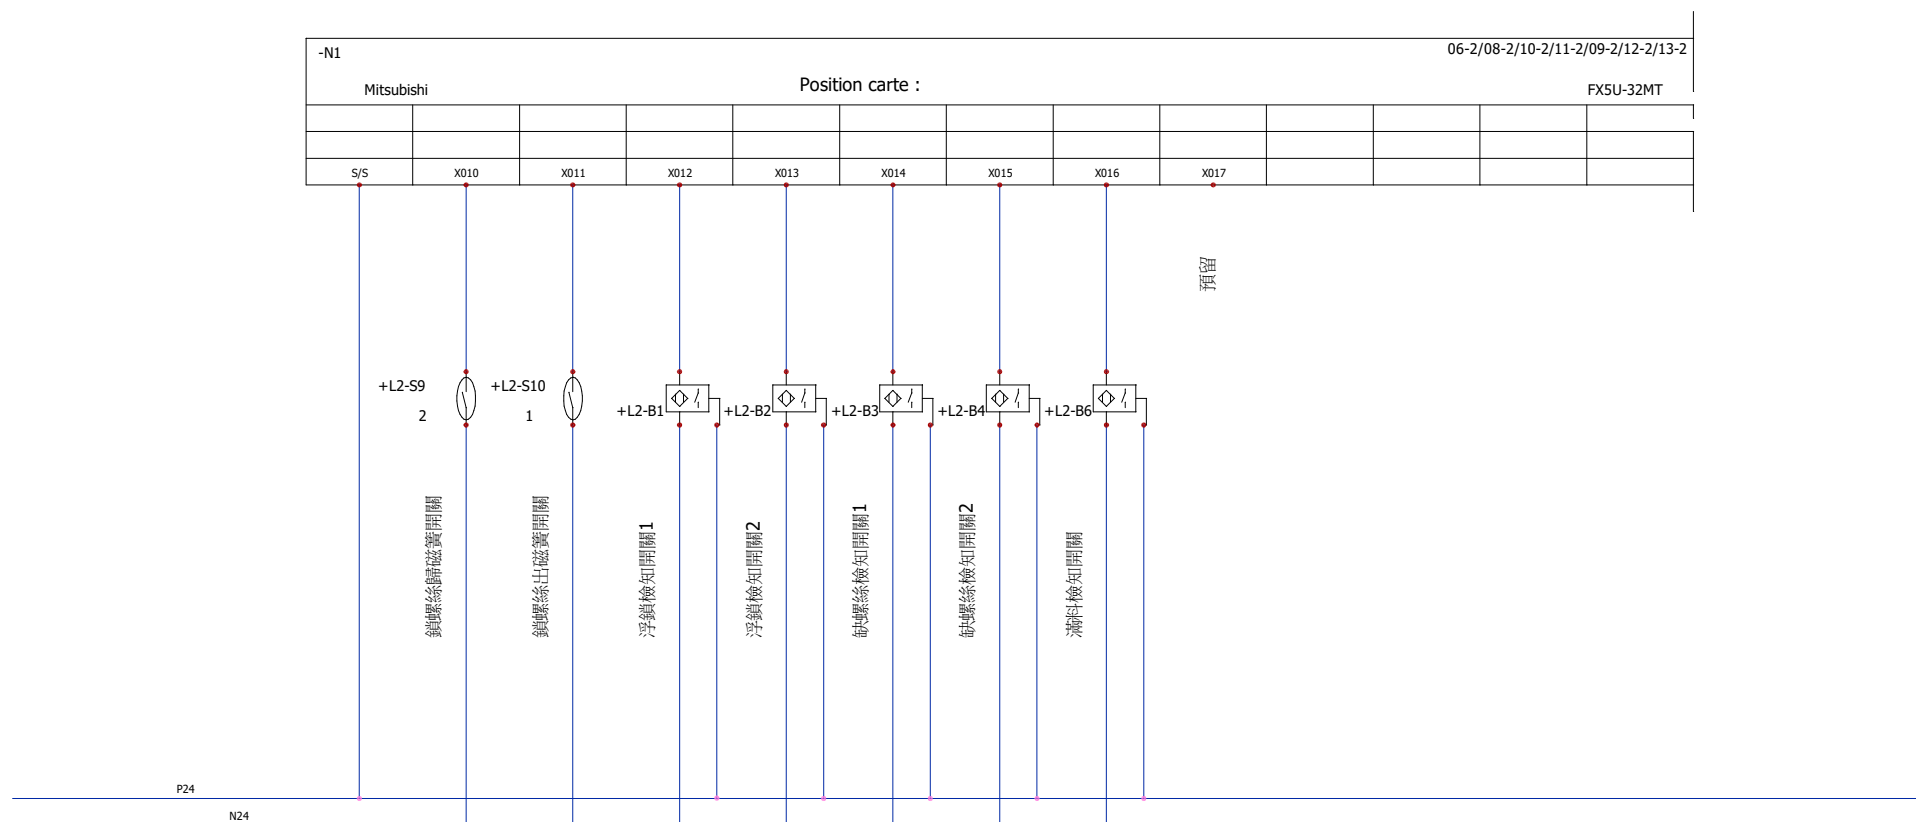 -N1
06-2/08-2/10-2/11-2/09-2/12-2/13-2
Mitsubishi
Position carte :
FX5U-32MT
S/S
X010
X011
X012
X013
X014
X015
X016
X017
預留
+L2-S9
2
+L2-S10
1
+L2-B1
+L2-B2
+L2-B3
+L2-B4
+L2-B6
鎖螺絲歸磁簧開關
鎖螺絲出磁簧開關
浮鎖檢知開關1
浮鎖檢知開關2
缺螺絲檢知開關1
缺螺絲檢知開關2
滿料檢知開關
P24
N24